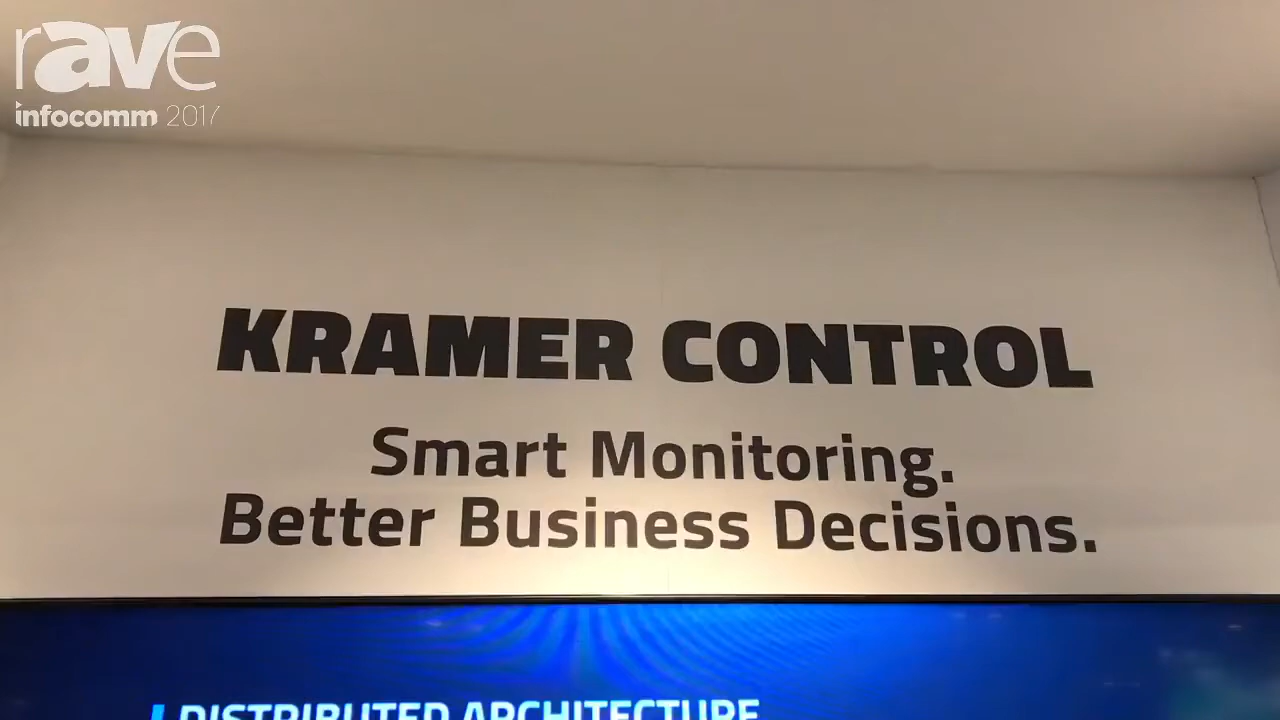 rAVe
infocomm 2017
KRAMER CONTROL
Smart Monitoring.
Better Business Decisions.
DISTRIBUTED ARCHITECTURE